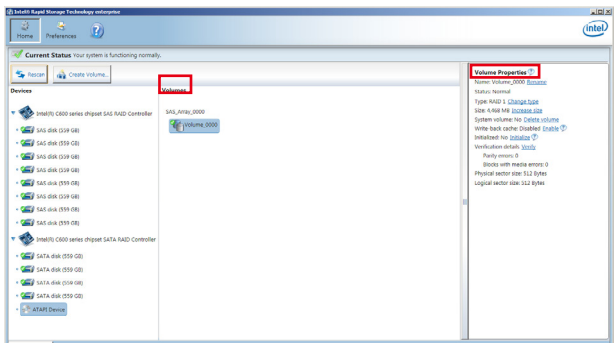 Intel® Rapid Storage Technology enterprise
Home
Preferences
intel
Current Status Your system is functioning normally.
Rescan
Create Volume...
Devices
Intel(R) C600 series chipset SAS RAID Controller
SAS disk (559 GB)
SAS disk (559 GB)
SAS disk (559 GB)
SAS disk (559 GB)
SAS disk (559 GB)
SAS disk (559 GB)
SAS disk (559 GB)
SAS disk (559 GB)
Intel(R) C600 series chipset SATA RAID Controller
SATA disk (559 GB)
SATA disk (559 GB)
SATA disk (559 GB)
SATA disk (559 GB)
ATAPI Device
Volumes
SAS_Array_0000
Volume_0000
Volume Properties ?
Name: Volume_0000 Rename
Status: Normal
Type: RAID 1 Change type
Size: 4,468 MB Increase size
System volume: No Delete volume
Write-back cache: Disabled Enable ?
Initialized: No Initialize ?
Verification details Verify
Parity errors: 0
Blocks with media errors: 0
Physical sector size: 512 Bytes
Logical sector size: 512 Bytes